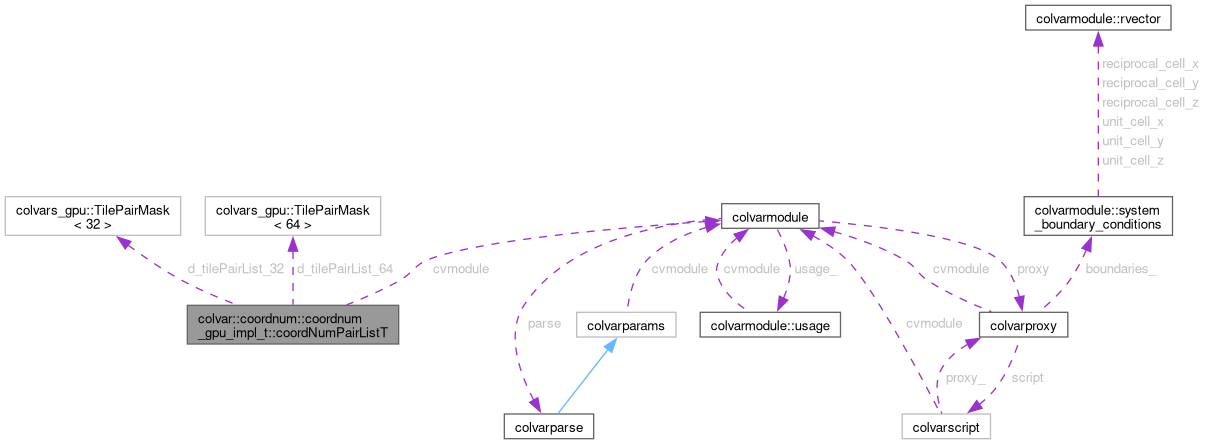 colvarmodule::rvector
reciprocal_cell_x
reciprocal_cell_y
reciprocal_cell_z
unit_cell_x
unit_cell_y
unit_cell_z
colvars_gpu::TilePairMask
< 32 >
colvars_gpu::TilePairMask
< 64 >
colvarmodule
colvarmodule::system
_boundary_conditions
d_tilePairList_32
d_tilePairList_64
cvmodule
cvmodule
cvmodule
usage_
cvmodule
proxy
boundaries_
colvar::coordnum::coordnum
_gpu_impl_t::coordNumPairListT
parse
colvarparams
colvarmodule::usage
cvmodule
colvarproxy
proxy_
script
colvarparse
colvarscript